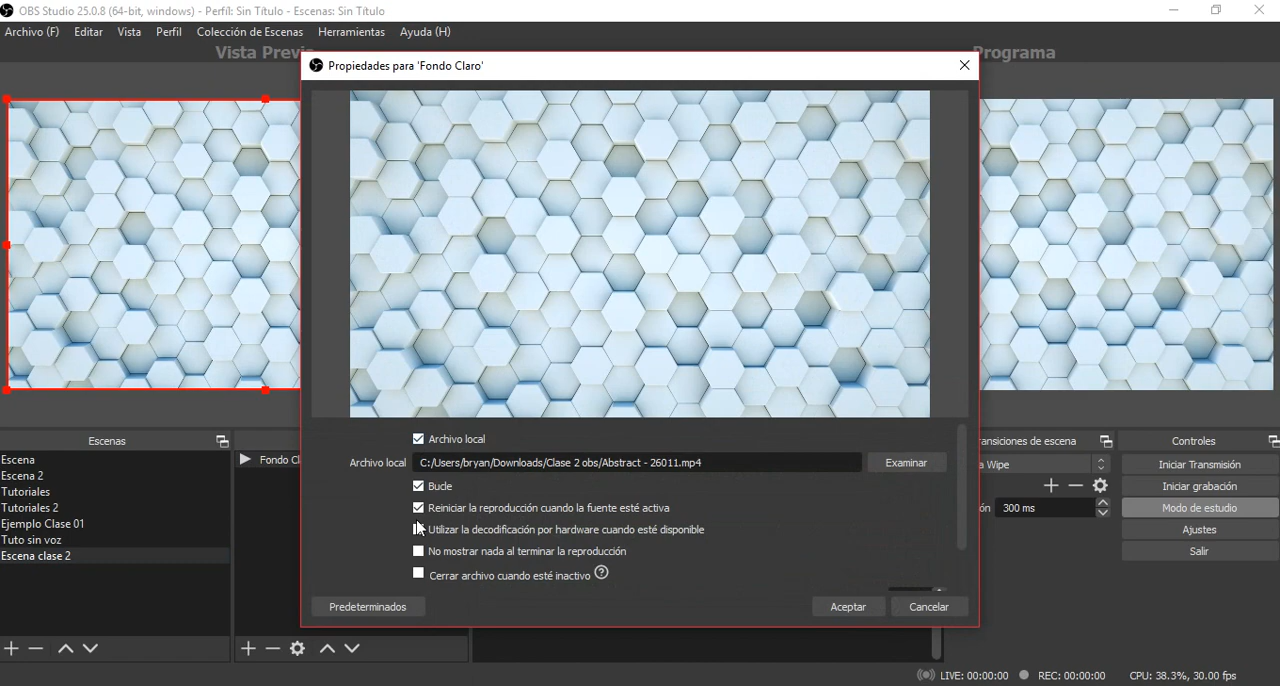 OBS Studio 25.0.8 (64-bit, windows) - Perfil: Sin Título - Escenas: Sin Título
Archivo (F) Editar Vista Perfil Colección de Escenas Herramientas Ayuda (H)
Vista Previ
Programa
Propiedades para 'Fondo Claro'
Archivo local
Archivo local C:/Users/bryan/Downloads/Clase 2 obs/Abstract - 26011.mp4 Examinar
Bucle
Reiniciar la reproducción cuando la fuente esté activa
Utilizar la decodificación por hardware cuando esté disponible
No mostrar nada al terminar la reproducción
Cerrar archivo cuando esté inactivo ?
Predeterminados Aceptar Cancelar
Escenas
Escena
Escena 2
Tutoriales
Tutoriales 2
Ejemplo Clase 01
Tuto sin voz
Escena clase 2
Fondo Cl
ransiciones de escena
a Wipe
ón 300 ms
Controles
Iniciar Transmisión
Iniciar grabación
Modo de estudio
Ajustes
Salir
LIVE: 00:00:00 REC: 00:00:00 CPU: 38.3%, 30.00 fps